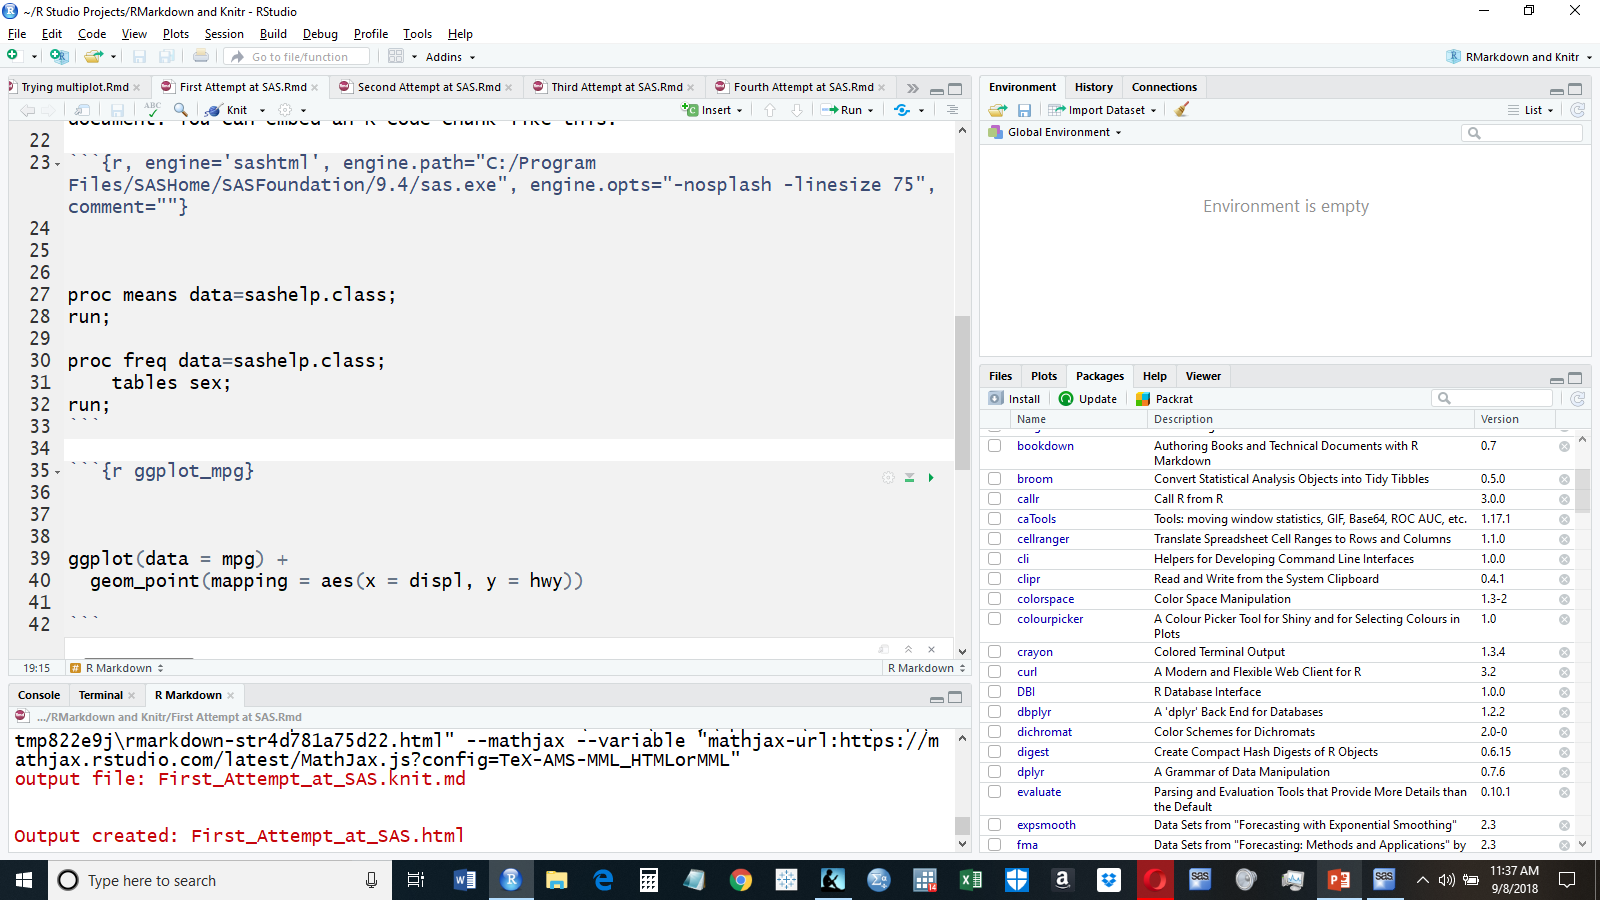 ~/R Studio Projects/RMarkdown and Knitr - RStudio
File Edit Code View Plots Session Build Debug Profile Tools Help
Go to file/function Addins RMarkdown and Knitr
Trying multiplot.Rmd First Attempt at SAS.Rmd Second Attempt at SAS.Rmd Third Attempt at SAS.Rmd Fourth Attempt at SAS.Rmd
ABC Knit Insert Run
document. You can embed an R code chunk like this:
22
23 ```{r, engine='sashtml', engine.path="C:/Program
Files/SASHome/SASFoundation/9.4/sas.exe", engine.opts="-nosplash -linesize 75",
comment=""}
24
25
26
27 proc means data=sashelp.class;
28 run;
29
30 proc freq data=sashelp.class;
31 tables sex;
32 run;
33 ```
34
35 ```{r ggplot_mpg}
36
37
38
39 ggplot(data = mpg) +
40 geom_point(mapping = aes(x = displ, y = hwy))
41
42 ```
19:15 R Markdown R Markdown
Console Terminal R Markdown
.../RMarkdown and Knitr/First Attempt at SAS.Rmd
tmp822e9j\rmarkdown-str4d781a75d22.html" --mathjax --variable "mathjax-url:https://m
athjax.rstudio.com/latest/MathJax.js?config=TeX-AMS-MML_HTMLorMML"
output file: First_Attempt_at_SAS.knit.md
Output created: First_Attempt_at_SAS.html
Environment History Connections
Import Dataset List
Global Environment
Environment is empty
Files Plots Packages Help Viewer
Install Update Packrat
Name Description Version
bookdown Authoring Books and Technical Documents with R Markdown 0.7
broom Convert Statistical Analysis Objects into Tidy Tibbles 0.5.0
callr Call R from R 3.0.0
caTools Tools: moving window statistics, GIF, Base64, ROC AUC, etc. 1.17.1
cellranger Translate Spreadsheet Cell Ranges to Rows and Columns 1.1.0
cli Helpers for Developing Command Line Interfaces 1.0.0
clipr Read and Write from the System Clipboard 0.4.1
colorspace Color Space Manipulation 1.3-2
colourpicker A Colour Picker Tool for Shiny and for Selecting Colours in Plots 1.0
crayon Colored Terminal Output 1.3.4
curl A Modern and Flexible Web Client for R 3.2
DBI R Database Interface 1.0.0
dbplyr A 'dplyr' Back End for Databases 1.2.2
dichromat Color Schemes for Dichromats 2.0-0
digest Create Compact Hash Digests of R Objects 0.6.15
dplyr A Grammar of Data Manipulation 0.7.6
evaluate Parsing and Evaluation Tools that Provide More Details than the Default 0.10.1
expsmooth Data Sets from "Forecasting with Exponential Smoothing" 2.3
fma Data Sets from "Forecasting: Methods and Applications" by 2.3
Type here to search
11:37 AM
9/8/2018